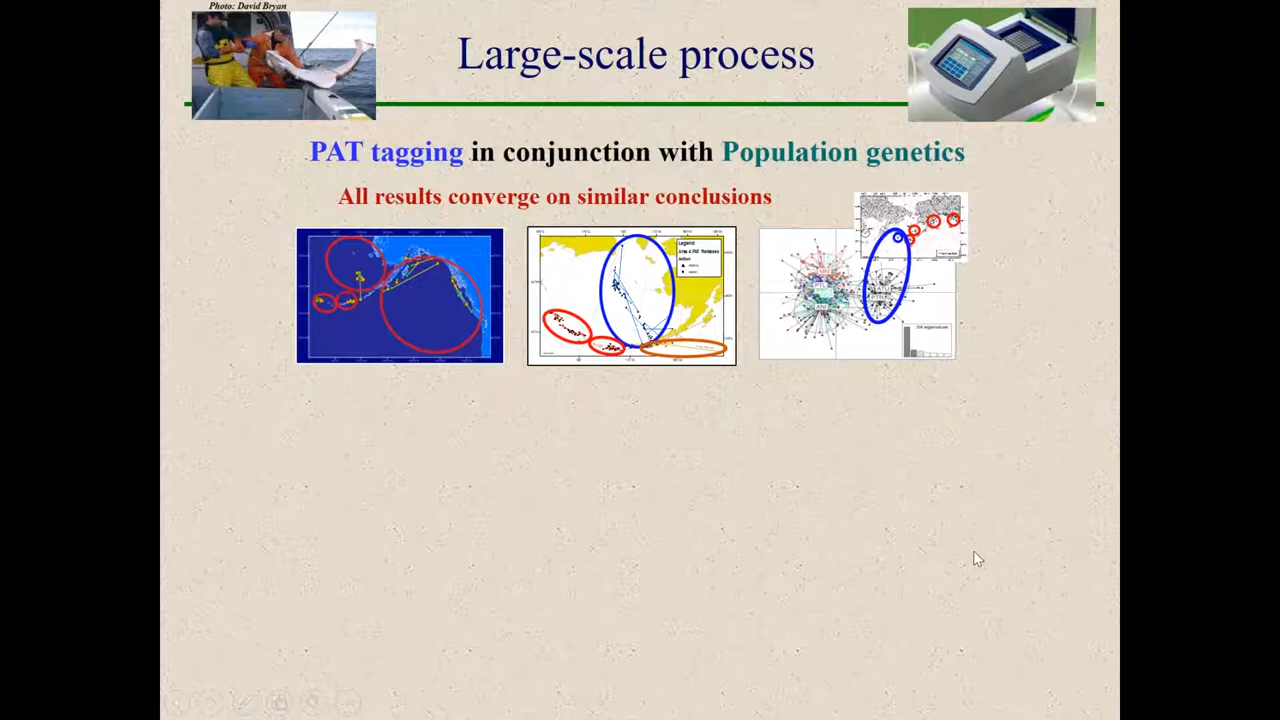 Photo: David Bryan
Large-scale process
PAT tagging in conjunction with Population genetics
All results converge on similar conclusions
Legend